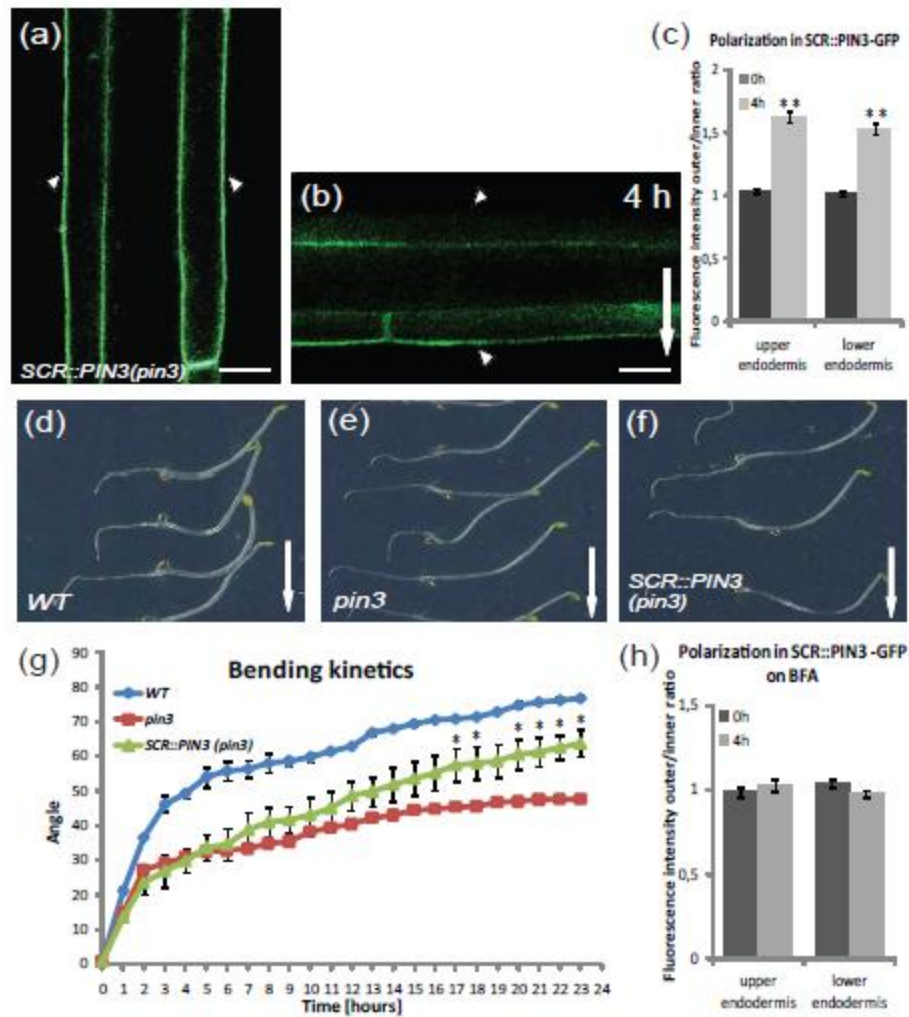 (a)
SCR::PIN3(pin3)
(b)
4 h
(c)
Polarization in SCR::PIN3-GFP
Fluorescence intensity outer/inner ratio
2
1,5
1
0,5
0
0h
4h
**
**
upper
endodermis
lower
endodermis
(d)
WT
(e)
pin3
(f)
SCR::PIN3
(pin3)
(g)
Bending kinetics
WT
pin3
SCR::PIN3 (pin3)
Angle
90
80
70
60
50
40
30
20
10
0
* * * * * *
0 1 2 3 4 5 6 7 8 9 10 11 12 13 14 15 16 17 18 19 20 21 22 23 24
Time [hours]
(h)
Polarization in SCR::PIN3 -GFP
on BFA
Fluorescence intensity outer/inner ratio
1,5
1
0,5
0
0h
4h
upper
endodermis
lower
endodermis